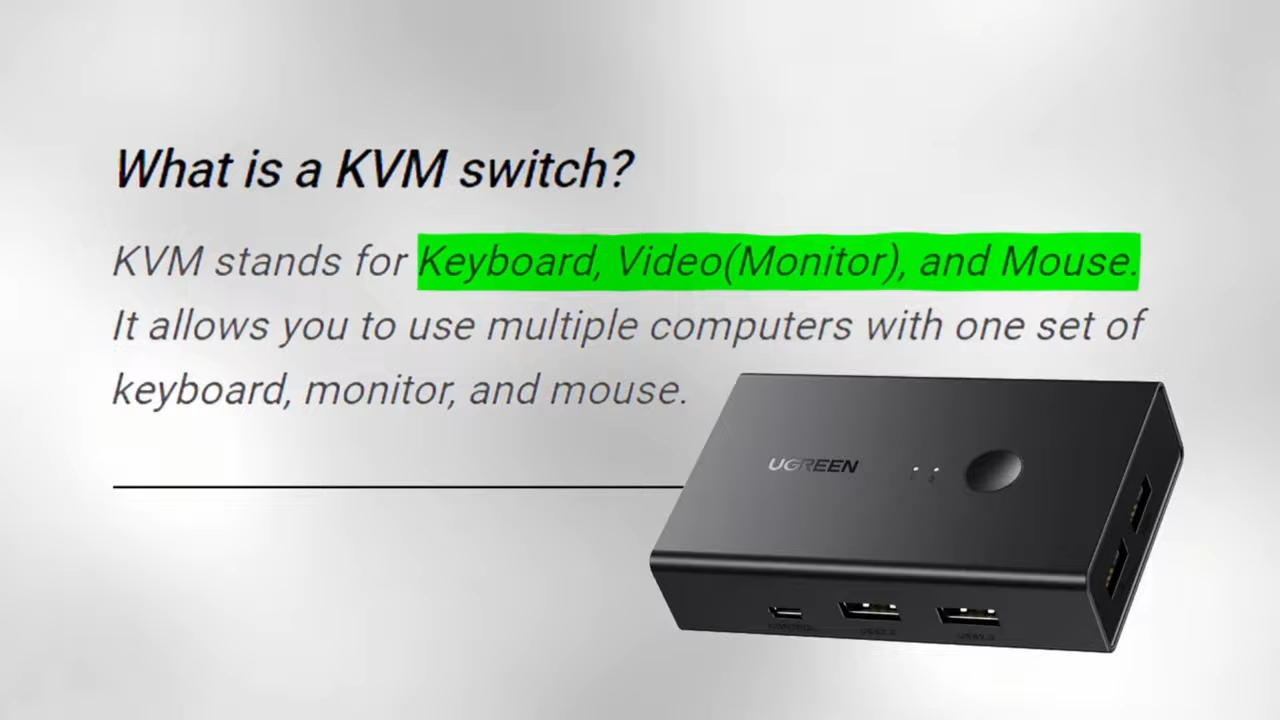 What is a KVM switch?
KVM stands for Keyboard, Video(Monitor), and Mouse.
It allows you to use multiple computers with one set of
keyboard, monitor, and mouse.
UGREEN